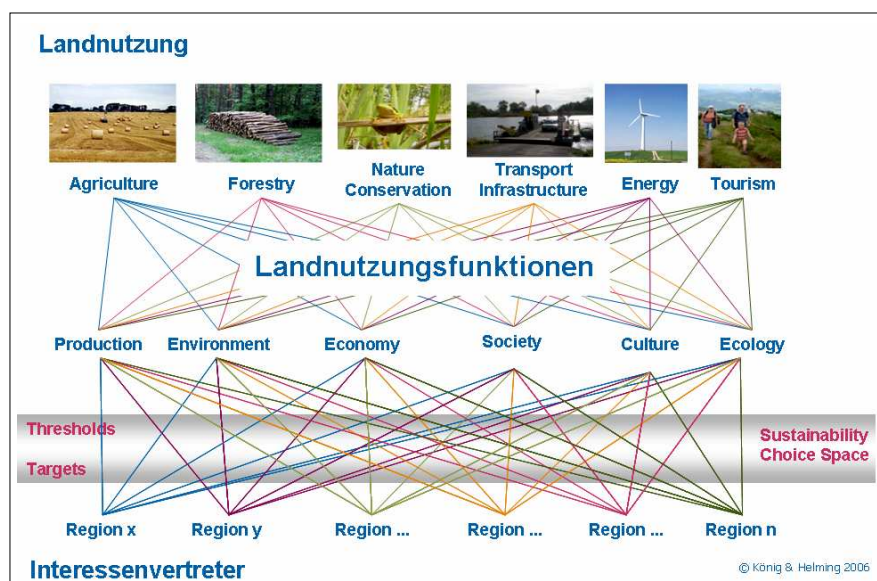 Landnutzung
Agriculture
Forestry
Nature
Conservation
Transport
Infrastructure
Energy
Tourism
Landnutzungsfunktionen
Production
Environment
Economy
Society
Culture
Ecology
Thresholds
Targets
Sustainability
Choice Space
Region x
Region y
Region ...
Region ...
Region ...
Region n
Interessenvertreter
© König & Helming 2006